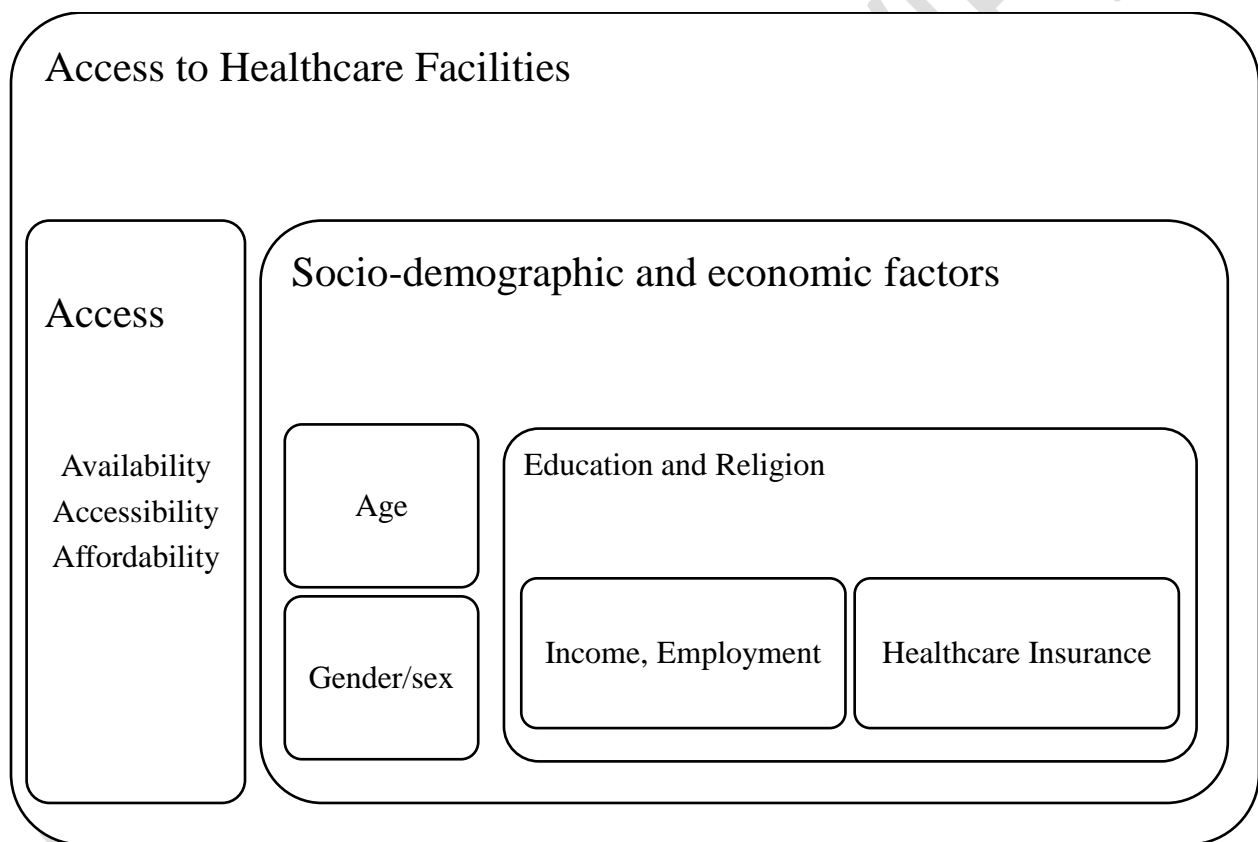 Access to Healthcare Facilities
Access
Availability
Accessibility
Affordability
Socio-demographic and economic factors
Age
Gender/sex
Education and Religion
Income, Employment
Healthcare Insurance